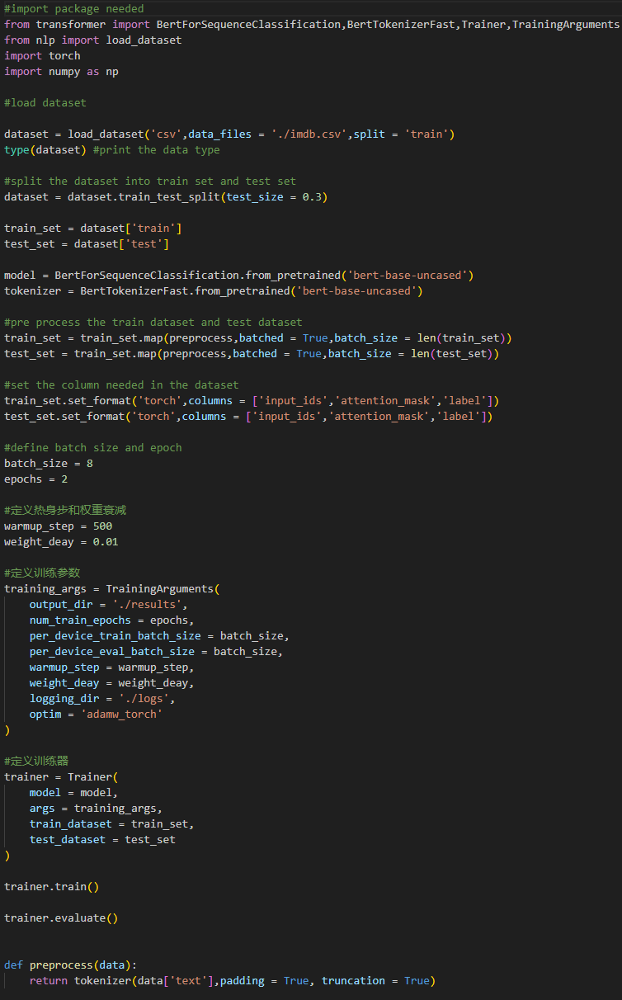 #import package needed
from transformer import BertForSequenceClassification,BertTokenizerFast,Trainer,TrainingArguments
from nlp import load_dataset
import torch
import numpy as np
#load dataset
dataset = load_dataset('csv',data_files = './imdb.csv',split = 'train')
type(dataset) #print the data type
#split the dataset into train set and test set
dataset = dataset.train_test_split(test_size = 0.3)
train_set = dataset['train']
test_set = dataset['test']
model = BertForSequenceClassification.from_pretrained('bert-base-uncased')
tokenizer = BertTokenizerFast.from_pretrained('bert-base-uncased')
#pre process the train dataset and test dataset
train_set = train_set.map(preprocess,batched = True,batch_size = len(train_set))
test_set = train_set.map(preprocess,batched = True,batch_size = len(test_set))
#set the column needed in the dataset
train_set.set_format('torch',columns = ['input_ids','attention_mask','label'])
test_set.set_format('torch',columns = ['input_ids','attention_mask','label'])
#define batch size and epoch
batch_size = 8
epochs = 2
#定义热身步和权重衰减
warmup_step = 500
weight_deay = 0.01
#定义训练参数
training_args = TrainingArguments(
    output_dir = './results',
    num_train_epochs = epochs,
    per_device_train_batch_size = batch_size,
    per_device_eval_batch_size = batch_size,
    warmup_step = warmup_step,
    weight_deay = weight_deay,
    logging_dir = './logs',
    optim = 'adamw_torch'
)
#定义训练器
trainer = Trainer(
    model = model,
    args = training_args,
    train_dataset = train_set,
    test_dataset = test_set
)
trainer.train()
trainer.evaluate()
def preprocess(data):
    return tokenizer(data['text'],padding = True, truncation = True)